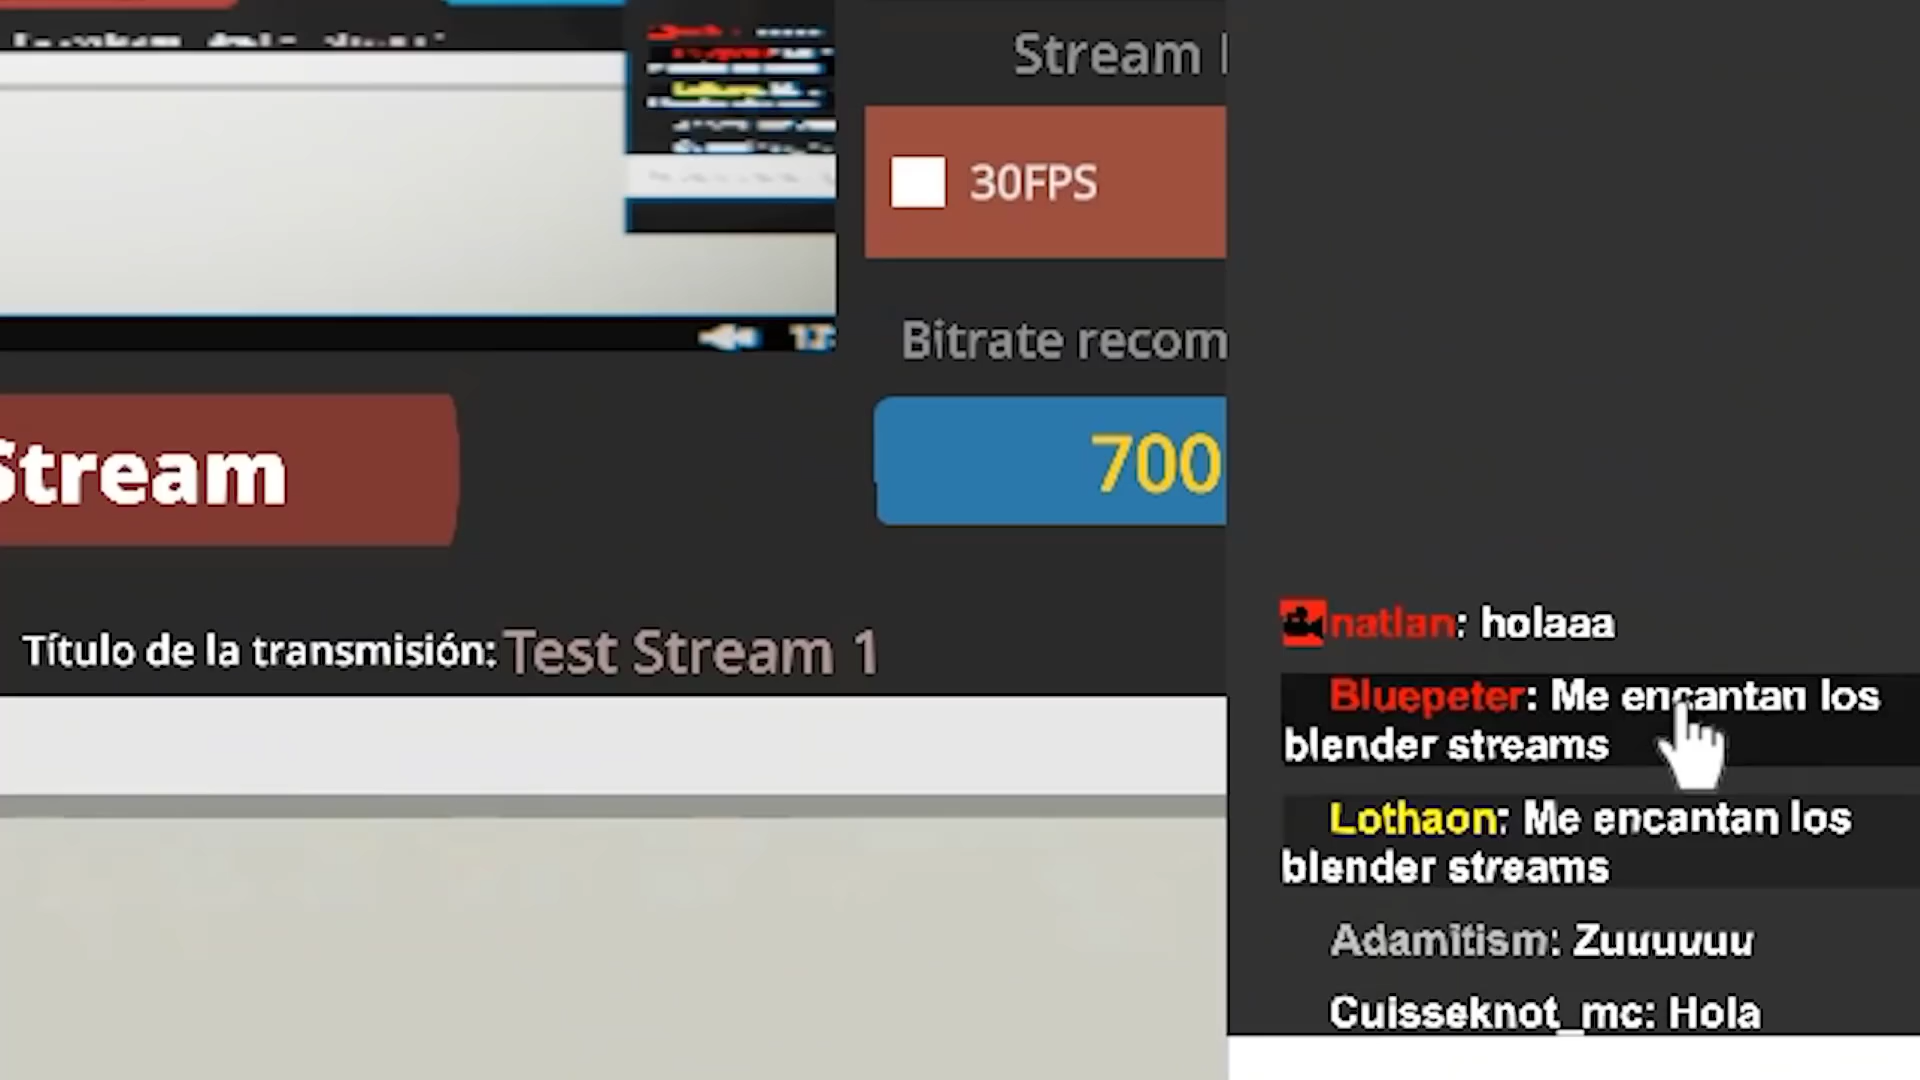 Stream
30FPS
Bitrate recom
700
Stream
Título de la transmisión: Test Stream 1
natlan: holaaa
Bluepeter: Me encantan los
blender streams
Lothaon: Me encantan los
blender streams
Adamitism: Zuuuuuu
Cuisseknot_mc: Hola